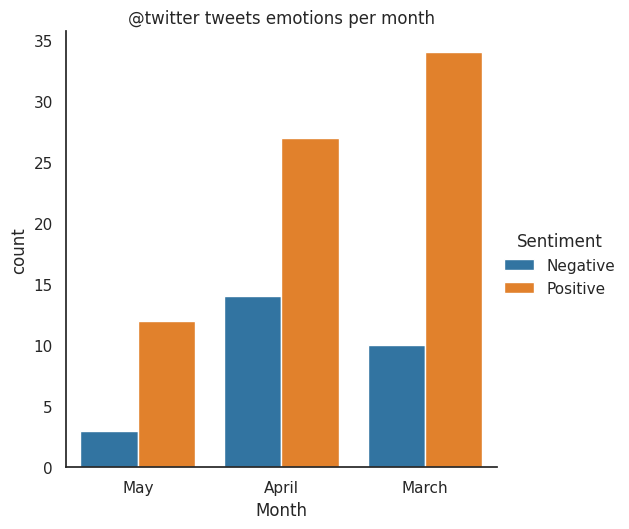 @twitter tweets emotions per month
35
30
25
20
15
10
5
0
count
May
April
March
Month
Sentiment
Negative
Positive